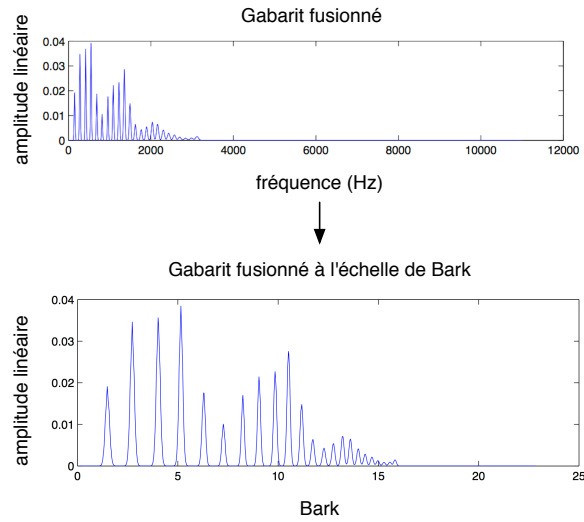 Gabarit fusionné
amplitude linéaire
0.04
0.03
0.02
0.01
0
0 2000 4000 6000 8000 10000 12000
fréquence (Hz)
Gabarit fusionné à l'échelle de Bark
amplitude linéaire
0.04
0.03
0.02
0.01
0
0 5 10 15 20 25
Bark